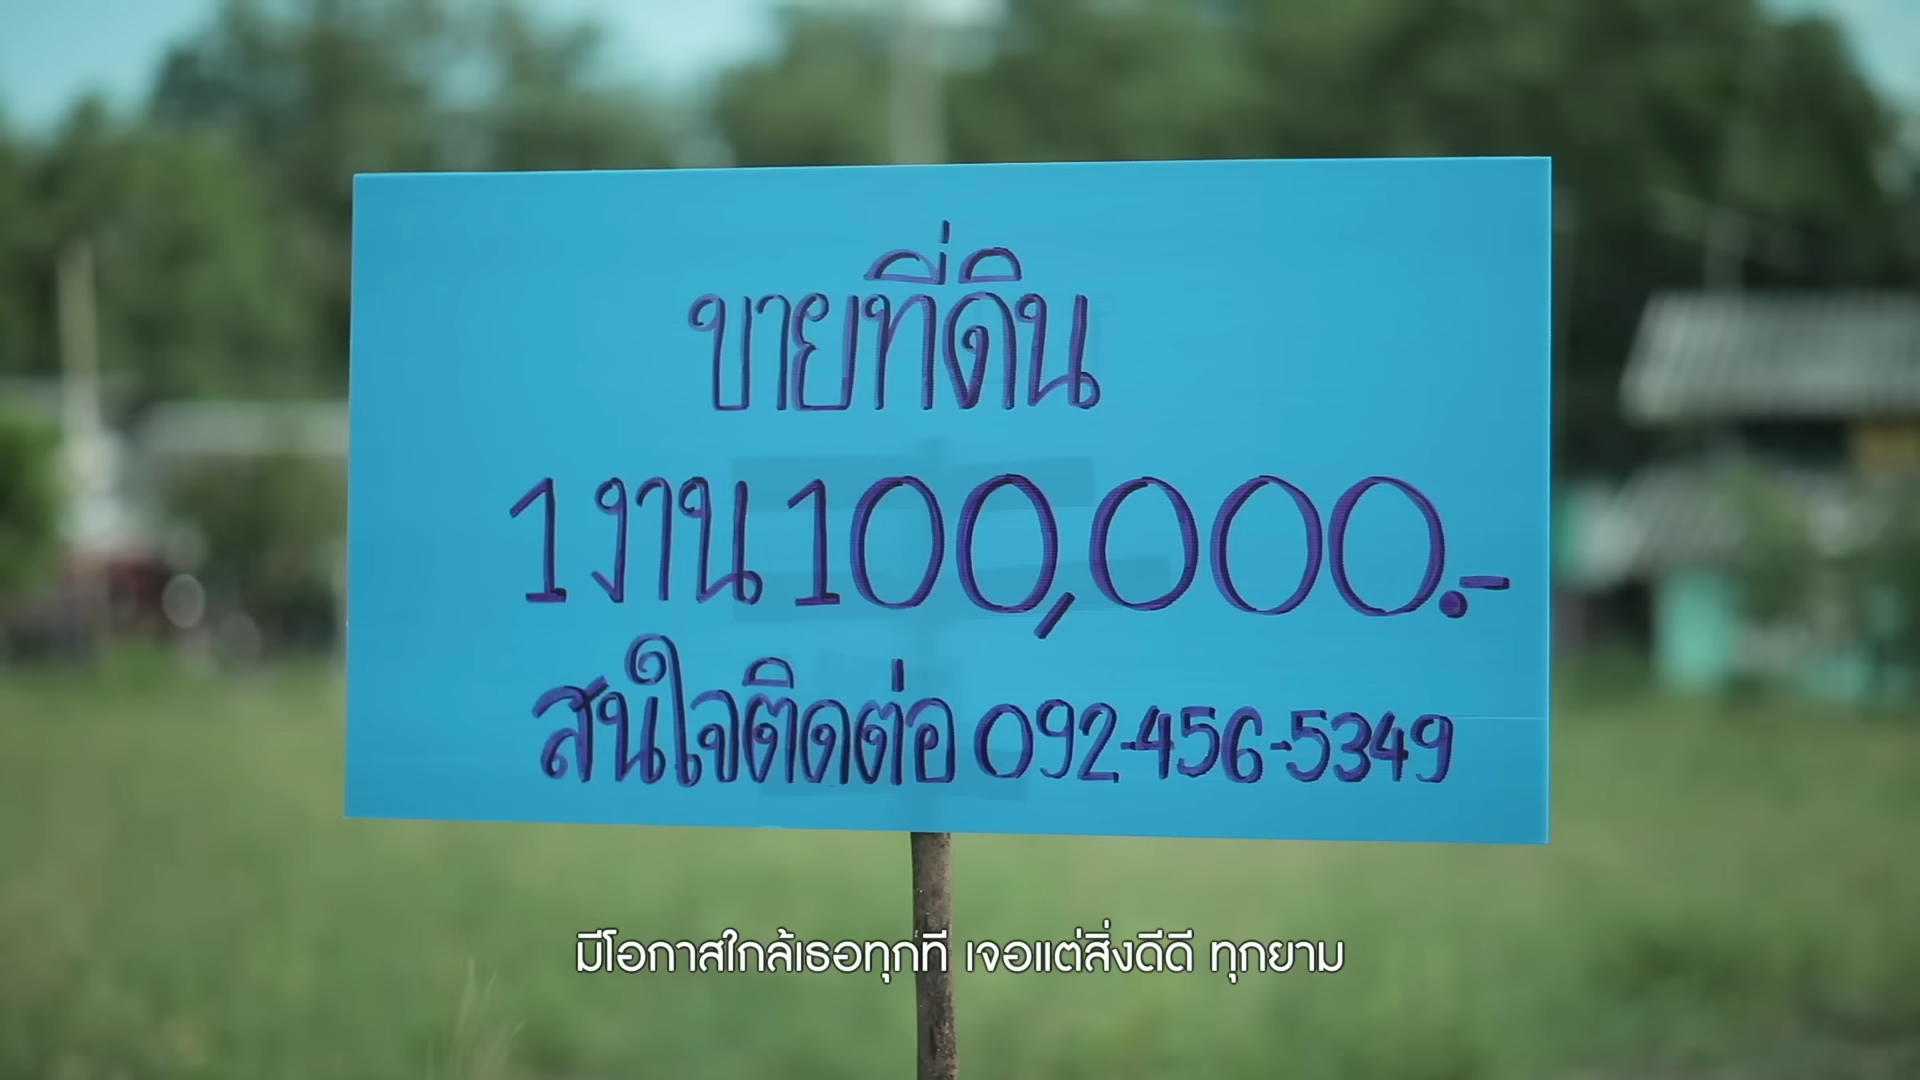 ขายที่ดิน
1 งาน 100,000.-
สนใจติดต่อ 092-456-5349
มีโอกาสใกล้เธอทุกที เจอแต่สิ่งดีดี ทุกยาม